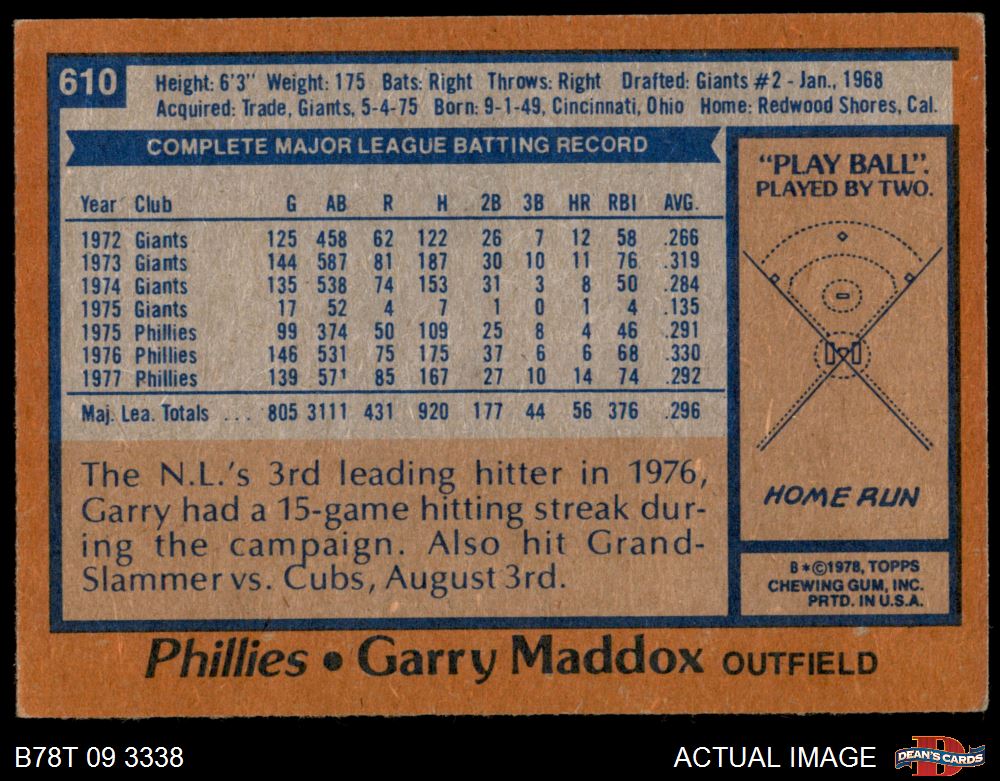 610
Height: 6'3" Weight: 175 Bats: Right Throws: Right Drafted: Giants #2 - Jan., 1968
Acquired: Trade, Giants, 5-4-75 Born: 9-1-49, Cincinnati, Ohio Home: Redwood Shores, Cal.
COMPLETE MAJOR LEAGUE BATTING RECORD
Year Club G AB R H 2B 3B HR RBI AVG.
1972 Giants 125 458 62 122 26 7 12 58 .266
1973 Giants 144 587 81 187 30 10 11 76 .319
1974 Giants 135 538 74 153 31 3 8 50 .284
1975 Giants 17 52 4 7 1 0 1 4 .135
1975 Phillies 99 374 50 109 25 8 4 46 .291
1976 Phillies 146 531 75 175 37 6 6 68 .330
1977 Phillies 139 571 85 167 27 10 14 74 .292
Maj. Lea. Totals ... 805 3111 431 920 177 44 56 376 .296
The N.L.'s 3rd leading hitter in 1976,
Garry had a 15-game hitting streak dur-
ing the campaign. Also hit Grand-
Slammer vs. Cubs, August 3rd.
"PLAY BALL".
PLAYED BY TWO.
HOME RUN
B*©1978, TOPPS
CHEWING GUM, INC.
PRTD. IN U.S.A.
Phillies • Garry Maddox OUTFIELD
B78T 09 3338
ACTUAL IMAGE
D
DEAN'S CARDS